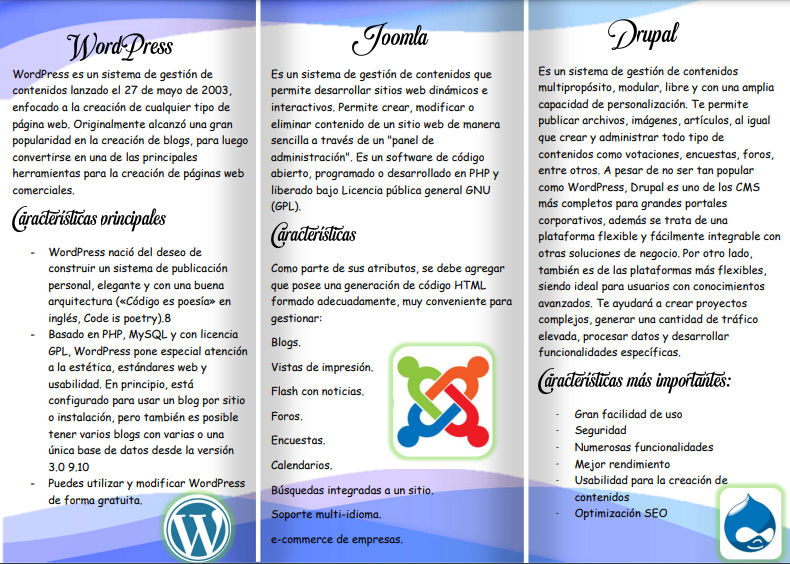 WordPress
WordPress es un sistema de gestión de
contenidos lanzado el 27 de mayo de 2003,
enfocado a la creación de cualquier tipo de
página web. Originalmente alcanzó una gran
popularidad en la creación de blogs, para luego
convertirse en una de las principales
herramientas para la creación de páginas web
comerciales.
Características principales
- WordPress nació del deseo de
construir un sistema de publicación
personal, elegante y con una buena
arquitectura («Código es poesía» en
inglés, Code is poetry).8
- Basado en PHP, MySQL y con licencia
GPL, WordPress pone especial atención
a la estética, estándares web y
usabilidad. En principio, está
configurado para usar un blog por sitio
o instalación, pero también es posible
tener varios blogs con varias o una
única base de datos desde la versión
3.0 9.10
- Puedes utilizar y modificar WordPress
de forma gratuita.
Joomla
Es un sistema de gestión de contenidos que
permite desarrollar sitios web dinámicos e
interactivos. Permite crear, modificar o
eliminar contenido de un sitio web de manera
sencilla a través de un "panel de
administración". Es un software de código
abierto, programado o desarrollado en PHP y
liberado bajo Licencia pública general GNU
(GPL).
Características
Como parte de sus atributos, se debe agregar
que posee una generación de código HTML
formado adecuadamente, muy conveniente para
gestionar:
Blogs.
Vistas de impresión.
Flash con noticias.
Foros.
Encuestas.
Calendarios.
Búsquedas integradas a un sitio.
Soporte multi-idioma.
e-commerce de empresas.
Drupal
Es un sistema de gestión de contenidos
multipropósito, modular, libre y con una amplia
capacidad de personalización. Te permite
publicar archivos, imágenes, artículos, al igual
que crear y administrar todo tipo de
contenidos como votaciones, encuestas, foros,
entre otros. A pesar de no ser tan popular
como WordPress, Drupal es uno de los CMS
más completos para grandes portales
corporativos, además se trata de una
plataforma flexible y fácilmente integrable con
otras soluciones de negocio. Por otro lado,
también es de las plataformas más flexibles,
siendo ideal para usuarios con conocimientos
avanzados. Te ayudará a crear proyectos
complejos, generar una cantidad de tráfico
elevada, procesar datos y desarrollar
funcionalidades específicas.
Características más importantes:
- Gran facilidad de uso
- Seguridad
- Numerosas funcionalidades
- Mejor rendimiento
- Usabilidad para la creación de
- contenidos
- Optimización SEO